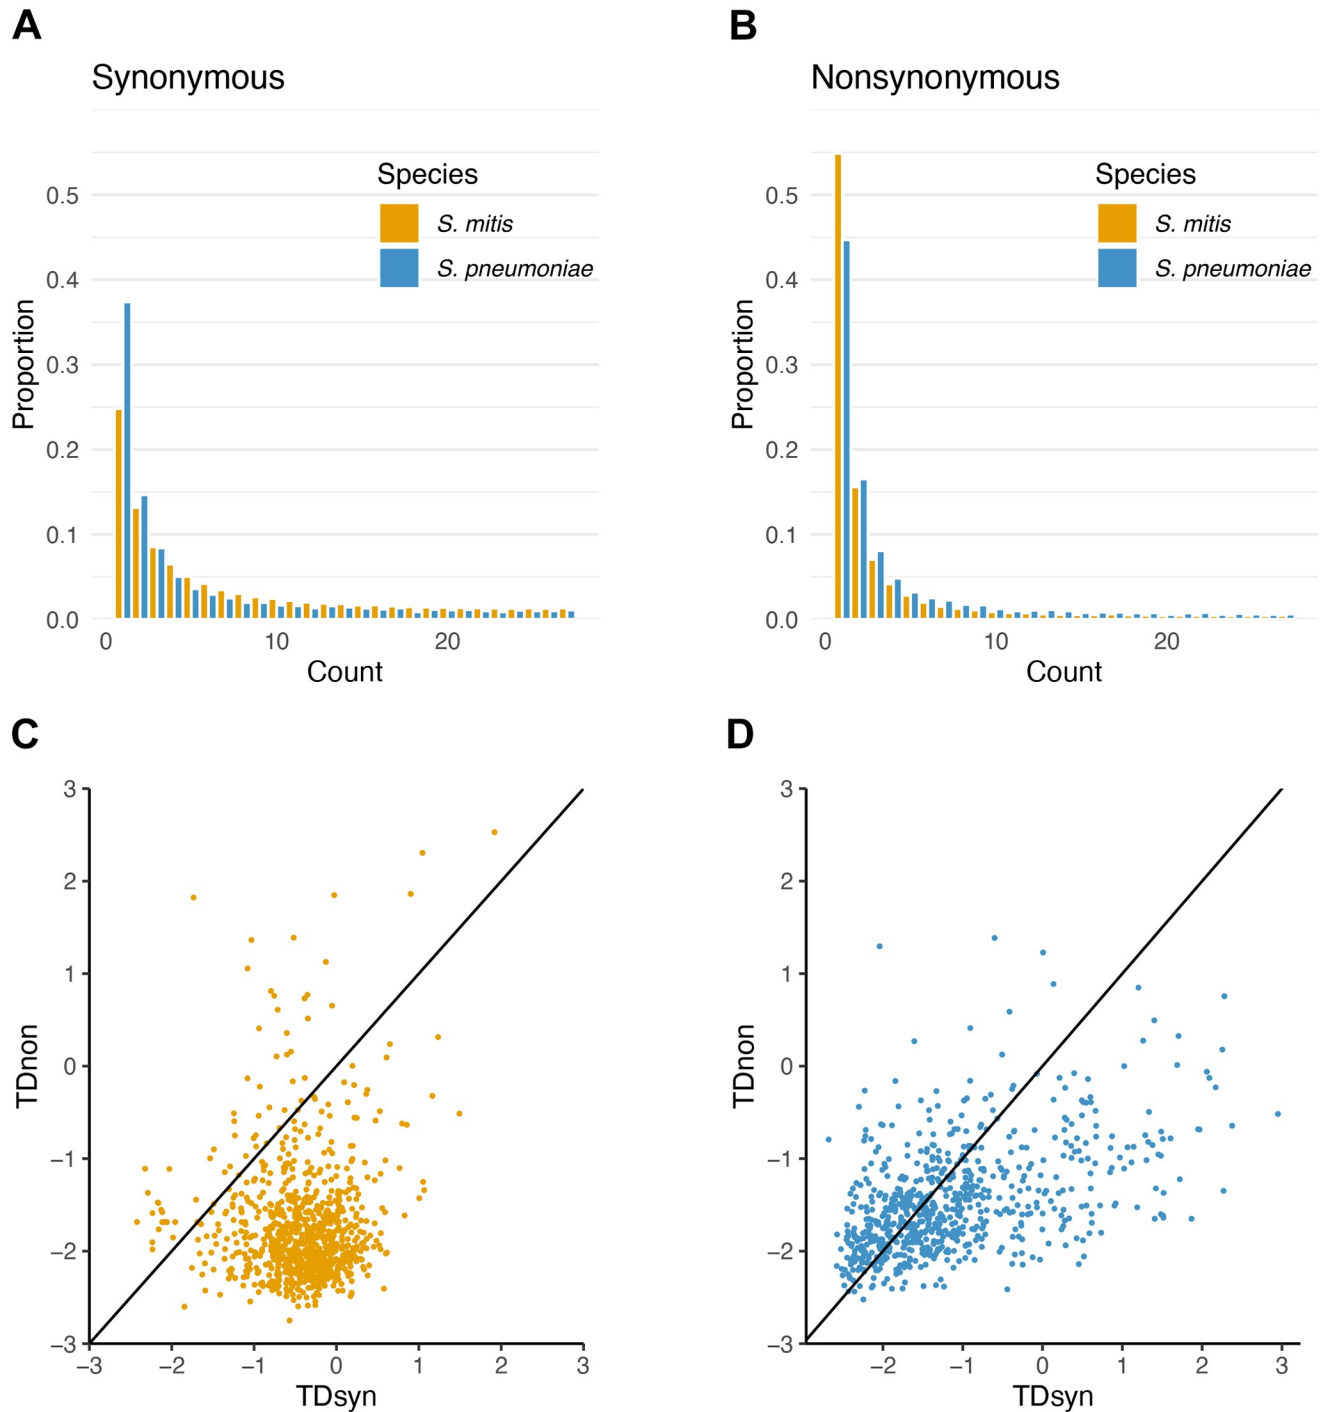 A
B
Synonymous
Nonsynonymous
Species
S. mitis
S. pneumoniae
Proportion
0.5
0.4
0.3
0.2
0.1
0.0
0 10 20
Count
Species
S. mitis
S. pneumoniae
Proportion
0.5
0.4
0.3
0.2
0.1
0.0
0 10 20
Count
C
D
TDnon
3
2
1
0
−1
−2
−3
−3 −2 −1 0 1 2 3
TDsyn
TDnon
3
2
1
0
−1
−2
−3
−2 −1 0 1 2 3
TDsyn